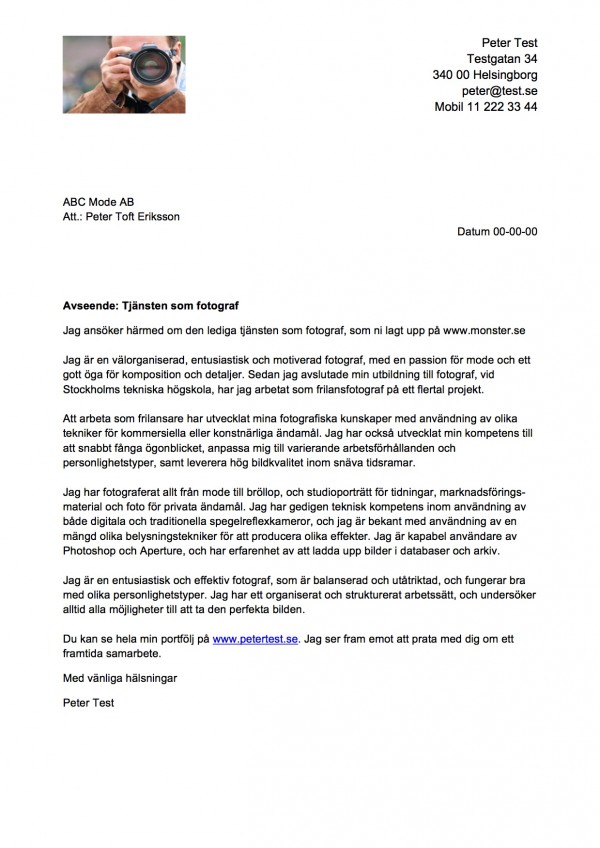 Peter Test
Testgatan 34
340 00 Helsingborg
peter@test.se
Mobil 11 222 33 44
ABC Mode AB
Att.: Peter Toft Eriksson
Datum 00-00-00
Avseende: Tjänsten som fotograf
Jag ansöker härmed om den lediga tjänsten som fotograf, som ni lagt upp på www.monster.se
Jag är en välorganiserad, entusiastisk och motiverad fotograf, med en passion för mode och ett
gott öga för komposition och detaljer. Sedan jag avslutade min utbildning till fotograf, vid
Stockholms tekniska högskola, har jag arbetat som frilansfotograf på ett flertal projekt.
Att arbeta som frilansare har utvecklat mina fotografiska kunskaper med användning av olika
tekniker för kommersiella eller konstnärliga ändamål. Jag har också utvecklat min kompetens till
att snabbt fånga ögonblicket, anpassa mig till varierande arbetsförhållanden och
personlighetstyper, samt leverera hög bildkvalitet inom snäva tidsramar.
Jag har fotograferat allt från mode till bröllop, och studioporträtt för tidningar, marknadsförings-
material och foto för privata ändamål. Jag har gedigen teknisk kompetens inom användning av
både digitala och traditionella spegelreflexkameror, och jag är bekant med användning av en
mängd olika belysningstekniker för att producera olika effekter. Jag är kapabel användare av
Photoshop och Aperture, och har erfarenhet av att ladda upp bilder i databaser och arkiv.
Jag är en entusiastisk och effektiv fotograf, som är balanserad och utåtriktad, och fungerar bra
med olika personlighetstyper. Jag har ett organiserat och strukturerat arbetssätt, och undersöker
alltid alla möjligheter till att ta den perfekta bilden.
Du kan se hela min portfölj på www.petertest.se. Jag ser fram emot att prata med dig om ett
framtida samarbete.
Med vänliga hälsningar
Peter Test